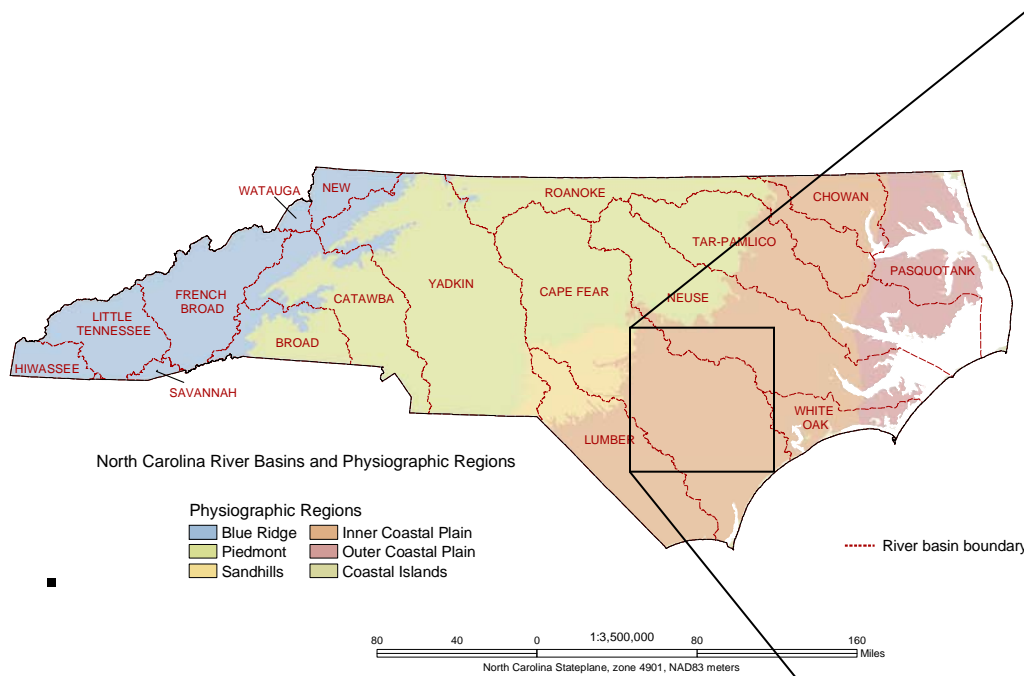 WATAUGA
NEW
ROANOKE
CHOWAN
TAR-PAMLICO
PASQUOTANK
YADKIN
CAPE FEAR
NEUSE
FRENCH
BROAD
CATAWBA
LITTLE
TENNESSEE
BROAD
HIWASSEE
SAVANNAH
WHITE
OAK
LUMBER
North Carolina River Basins and Physiographic Regions
Physiographic Regions
Blue Ridge
Inner Coastal Plain
Piedmont
Outer Coastal Plain
Sandhills
Coastal Islands
River basin boundary
1:3,500,000
80 40 0 80 160
Miles
North Carolina Stateplane, zone 4901, NAD83 meters